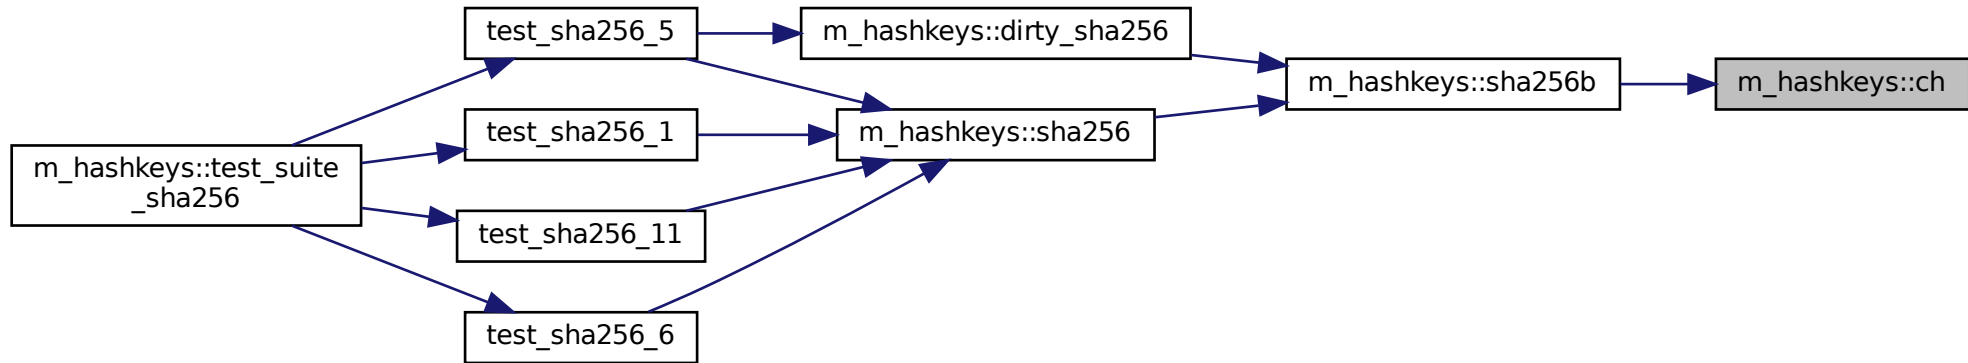 test_sha256_5
m_hashkeys::dirty_sha256
m_hashkeys::sha256b
m_hashkeys::ch
test_sha256_1
m_hashkeys::sha256
m_hashkeys::test_suite
_sha256
test_sha256_11
test_sha256_6